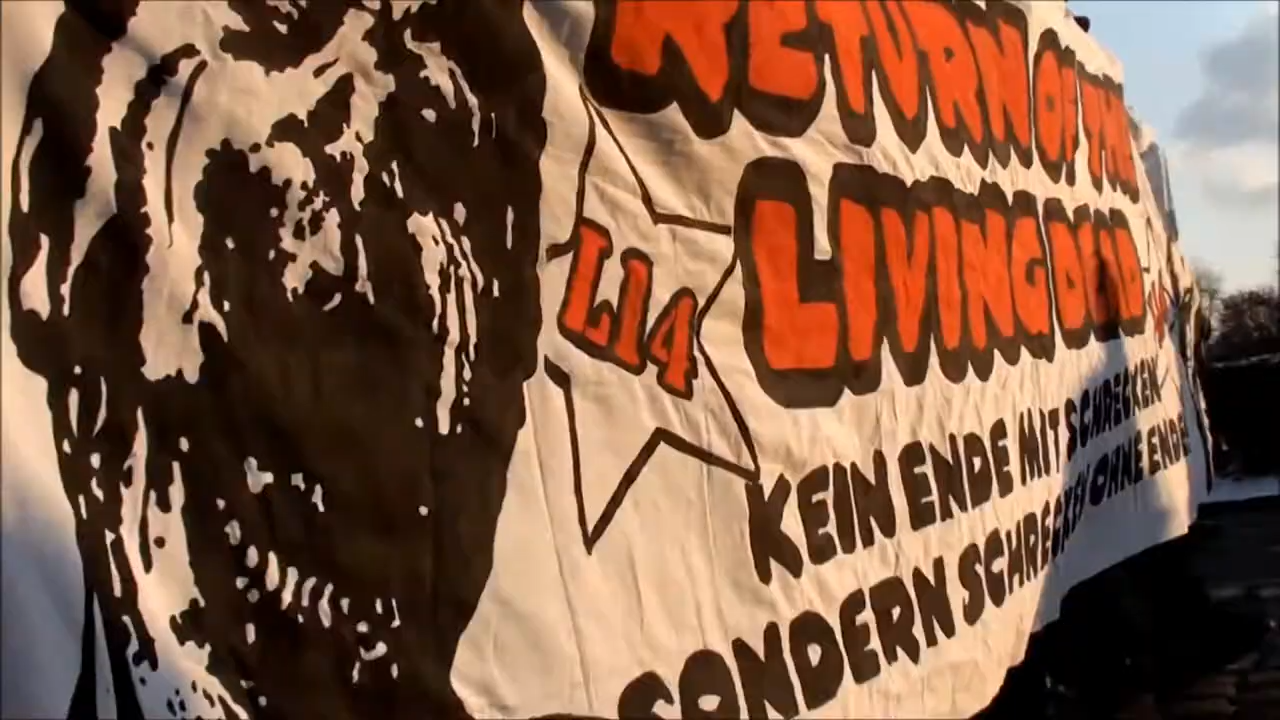 RETURN OF THE
LIVING DEAD
L14
KEIN ENDE MIT SCHRECKEN
SONDERN SCHRECKEN OHNE ENDE